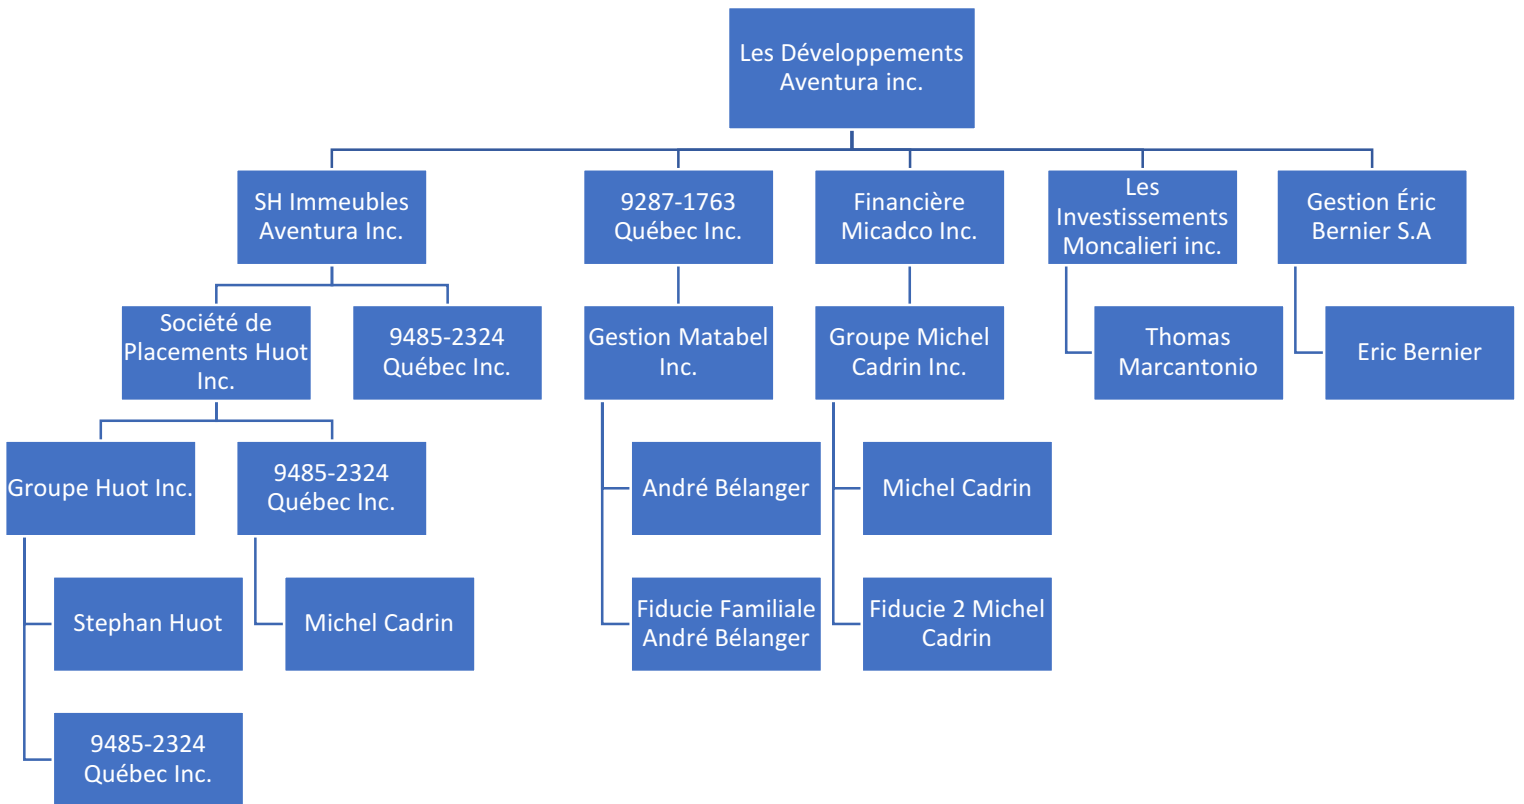 Les Développements
Aventura inc.
SH Immeubles
Aventura Inc.
9287-1763
Québec Inc.
Financière
Micadco Inc.
Les
Investissements
Moncalieri inc.
Gestion Éric
Bernier S.A
Société de
Placements Huot
Inc.
9485-2324
Québec Inc.
Gestion Matabel
Inc.
Groupe Michel
Cadrin Inc.
Thomas
Marcantonio
Eric Bernier
Groupe Huot Inc.
9485-2324
Québec Inc.
André Bélanger
Michel Cadrin
Stephan Huot
Michel Cadrin
Fiducie Familiale
André Bélanger
Fiducie 2 Michel
Cadrin
9485-2324
Québec Inc.